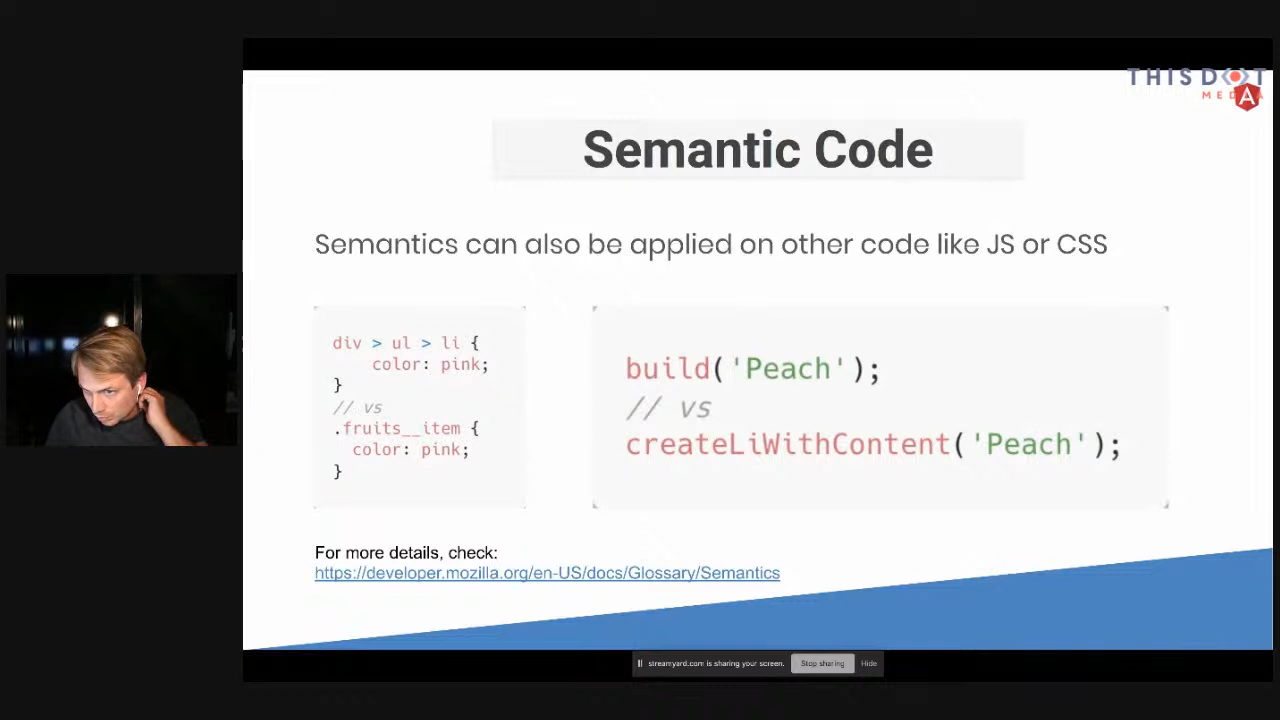 THIS DOT
MEDIA
Semantic Code
Semantics can also be applied on other code like JS or CSS
div > ul > li {
color: pink;
}
// vs
.fruits__item {
color: pink;
}
build('Peach');
// vs
createLiWithContent('Peach');
For more details, check:
https://developer.mozilla.org/en-US/docs/Glossary/Semantics
streamyard.com is sharing your screen.
Stop sharing
Hide